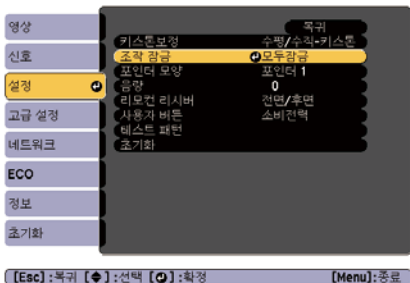 영상
신호
설정
고급 설정
네트워크
ECO
정보
초기화
복귀
키스톤보정 수평/수직-키스톤
조작 잠금 모두잠금
포인터 모양 포인터 1
음량 0
리모컨 리시버 전면/후면
사용자 버튼 소비전력
테스트 패턴
초기화
[Esc] :복귀 [◆] :선택 [↵] :확정 [Menu]:종료